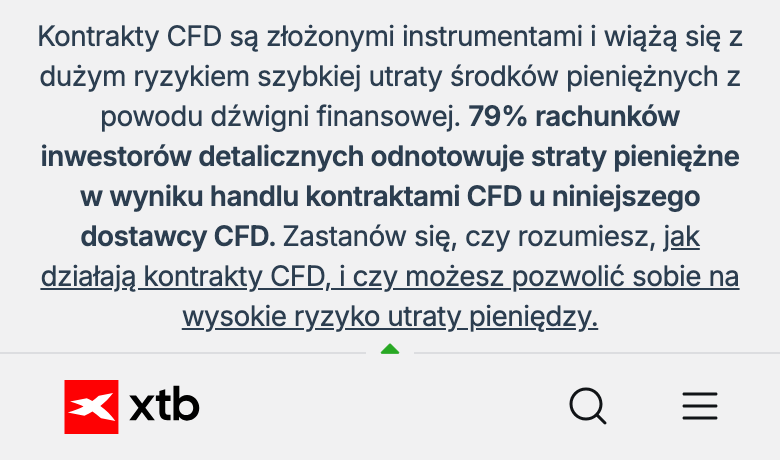 Kontrakty CFD są złożonymi instrumentami i wiążą się z
dużym ryzykiem szybkiej utraty środków pieniężnych z
powodu dźwigni finansowej. 79% rachunków
inwestorów detalicznych odnotowuje straty pieniężne
w wyniku handlu kontraktami CFD u niniejszego
dostawcy CFD. Zastanów się, czy rozumiesz, jak
działają kontrakty CFD, i czy możesz pozwolić sobie na
wysokie ryzyko utraty pieniędzy.
xtb